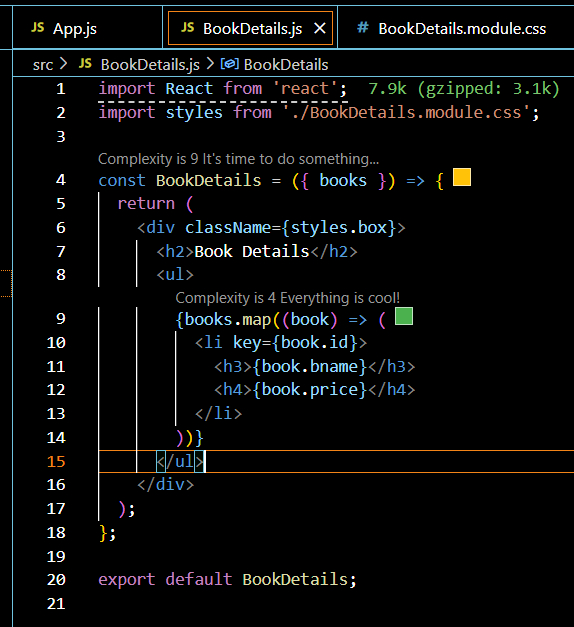 JS App.js JS BookDetails.js × # BookDetails.module.css
src > JS BookDetails.js > BookDetails
1 import React from 'react'; 7.9k (gzipped: 3.1k)
2 import styles from './BookDetails.module.css';
3
Complexity is 9 It's time to do something...
4 const BookDetails = ({ books }) => {
5 return (
6 <div className={styles.box}>
7 <h2>Book Details</h2>
8 <ul>
Complexity is 4 Everything is cool!
9 {books.map((book) => (
10 <li key={book.id}>
11 <h3>{book.bname}</h3>
12 <h4>{book.price}</h4>
13 </li>
14 ))}
15 </ul>
16 </div>
17 );
18 };
19
20 export default BookDetails;
21